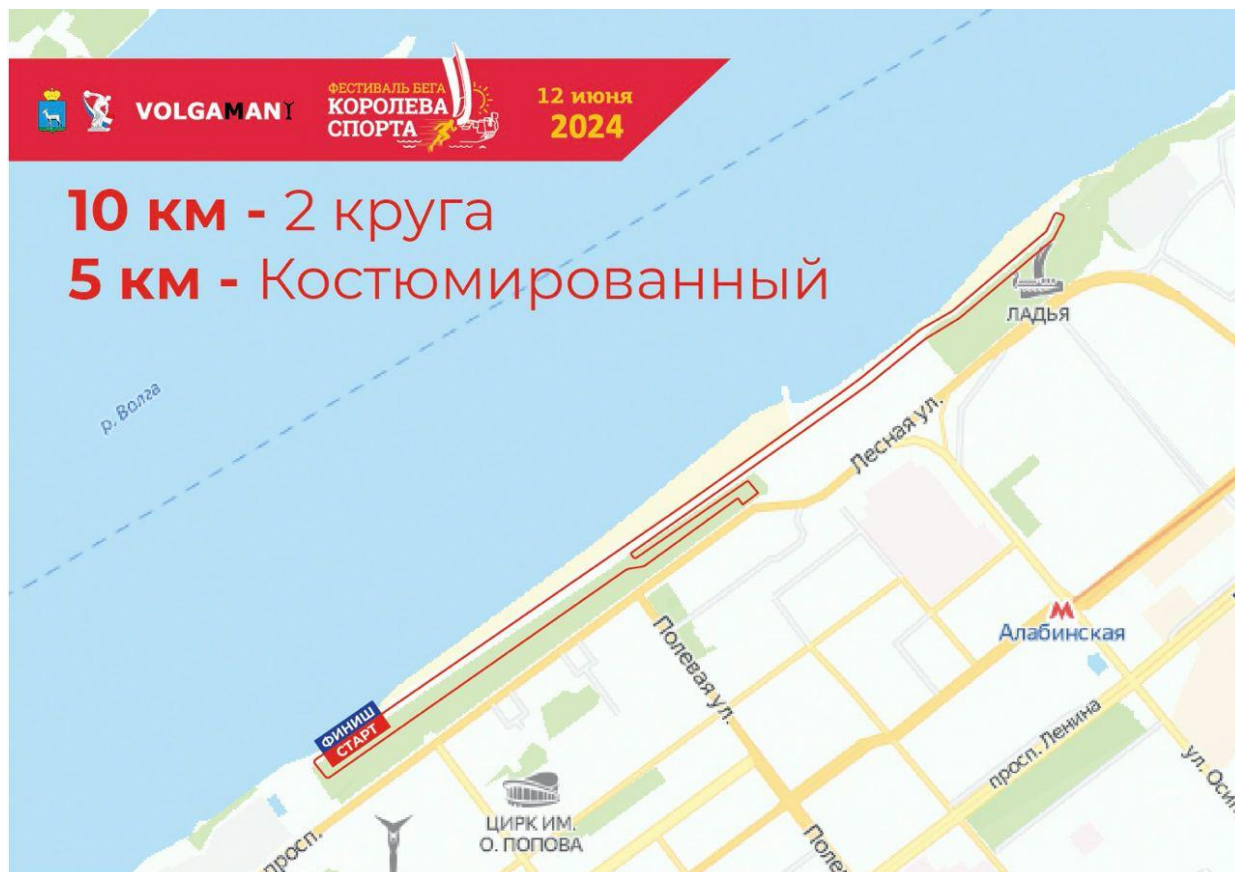 VOLGAMAN
ФЕСТИВАЛЬ БЕГА
КОРОЛЕВА
СПОРТА
12 июня
2024
10 км - 2 круга
5 км - Костюмированный
р. Волга
ЛАДЬЯ
Лесная ул.
Полевая ул.
М
Алабинская
просп. Ленина
ул. Осип
ФИНИШ
СТАРТ
ЦИРК ИМ.
О. ПОПОВА
просп.
Поле